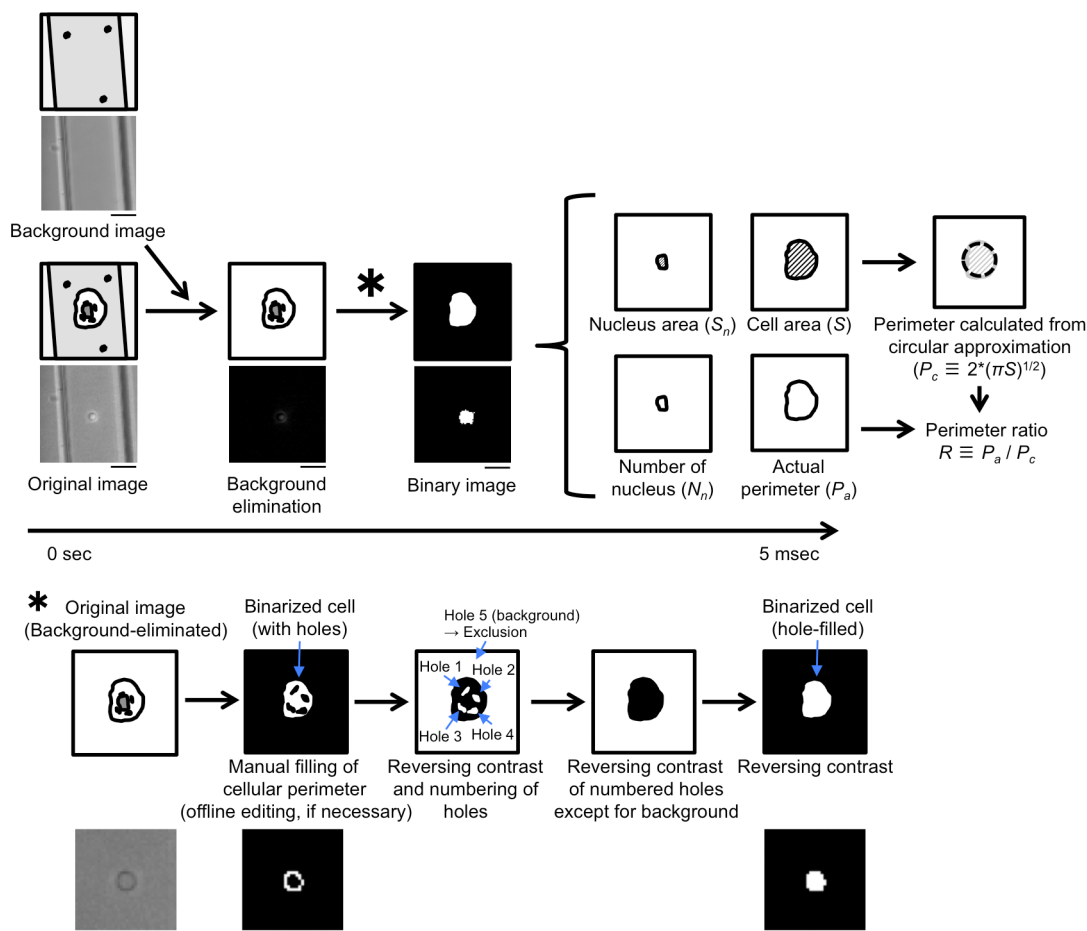 Background image
*
Original image
Background
elimination
Binary image
Nucleus area (Sₙ)
Cell area (S)
Perimeter calculated from
circular approximation
(P_c ≡ 2*(πS)^1/2)
Number of
nucleus (Nₙ)
Actual
perimeter (Pₐ)
Perimeter ratio
R ≡ Pₐ / P_c
0 sec
5 msec
*
Original image
(Background-eliminated)
Binarized cell
(with holes)
Hole 5 (background)
→ Exclusion
Hole 1
Hole 2
Hole 3
Hole 4
Binarized cell
(hole-filled)
Manual filling of
cellular perimeter
(offline editing, if necessary)
Reversing contrast
and numbering of
holes
Reversing contrast
of numbered holes
except for background
Reversing contrast